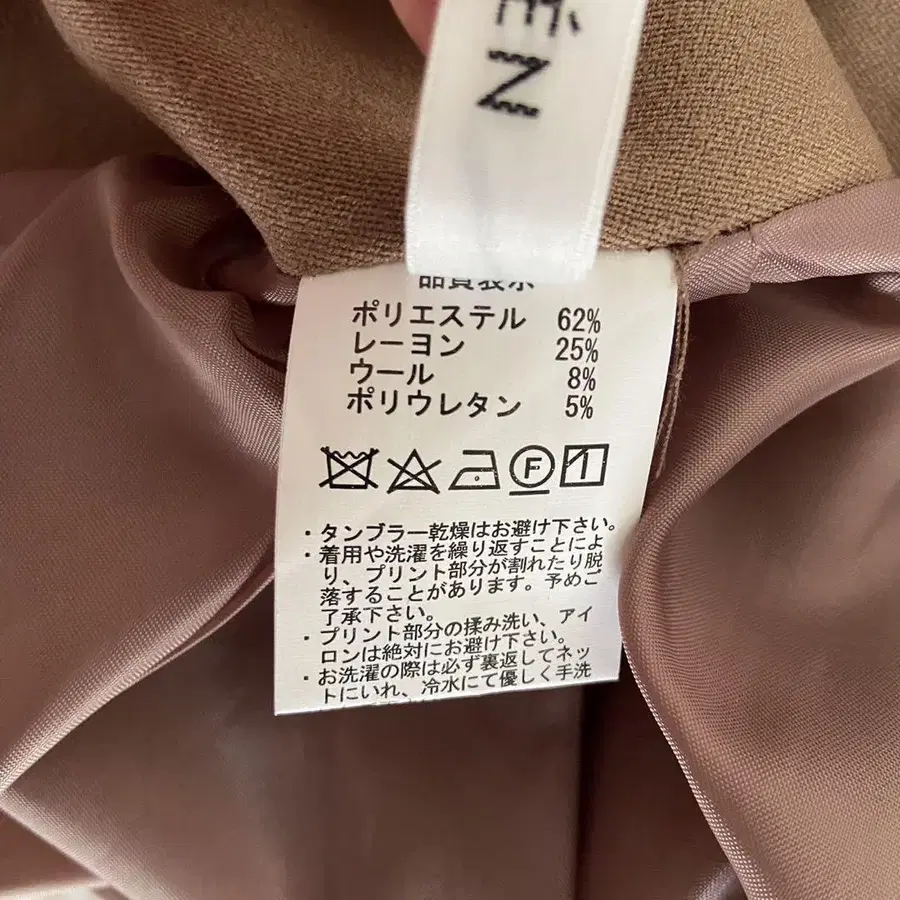 品質表示
ポリエステル 62%
レーヨン 25%
ウール 8%
ポリウレタン 5%
F
・タンブラー乾燥はお避け下さい。
・着用や洗濯を繰り返すことによ
り、プリント部分が割れたり脱
落することがあります。予めご
了承下さい。
・プリント部分の揉み洗い、アイ
ロンは絶対にお避け下さい。
・お洗濯の際は必ず裏返してネッ
トにいれ、冷水にて優しく手洗